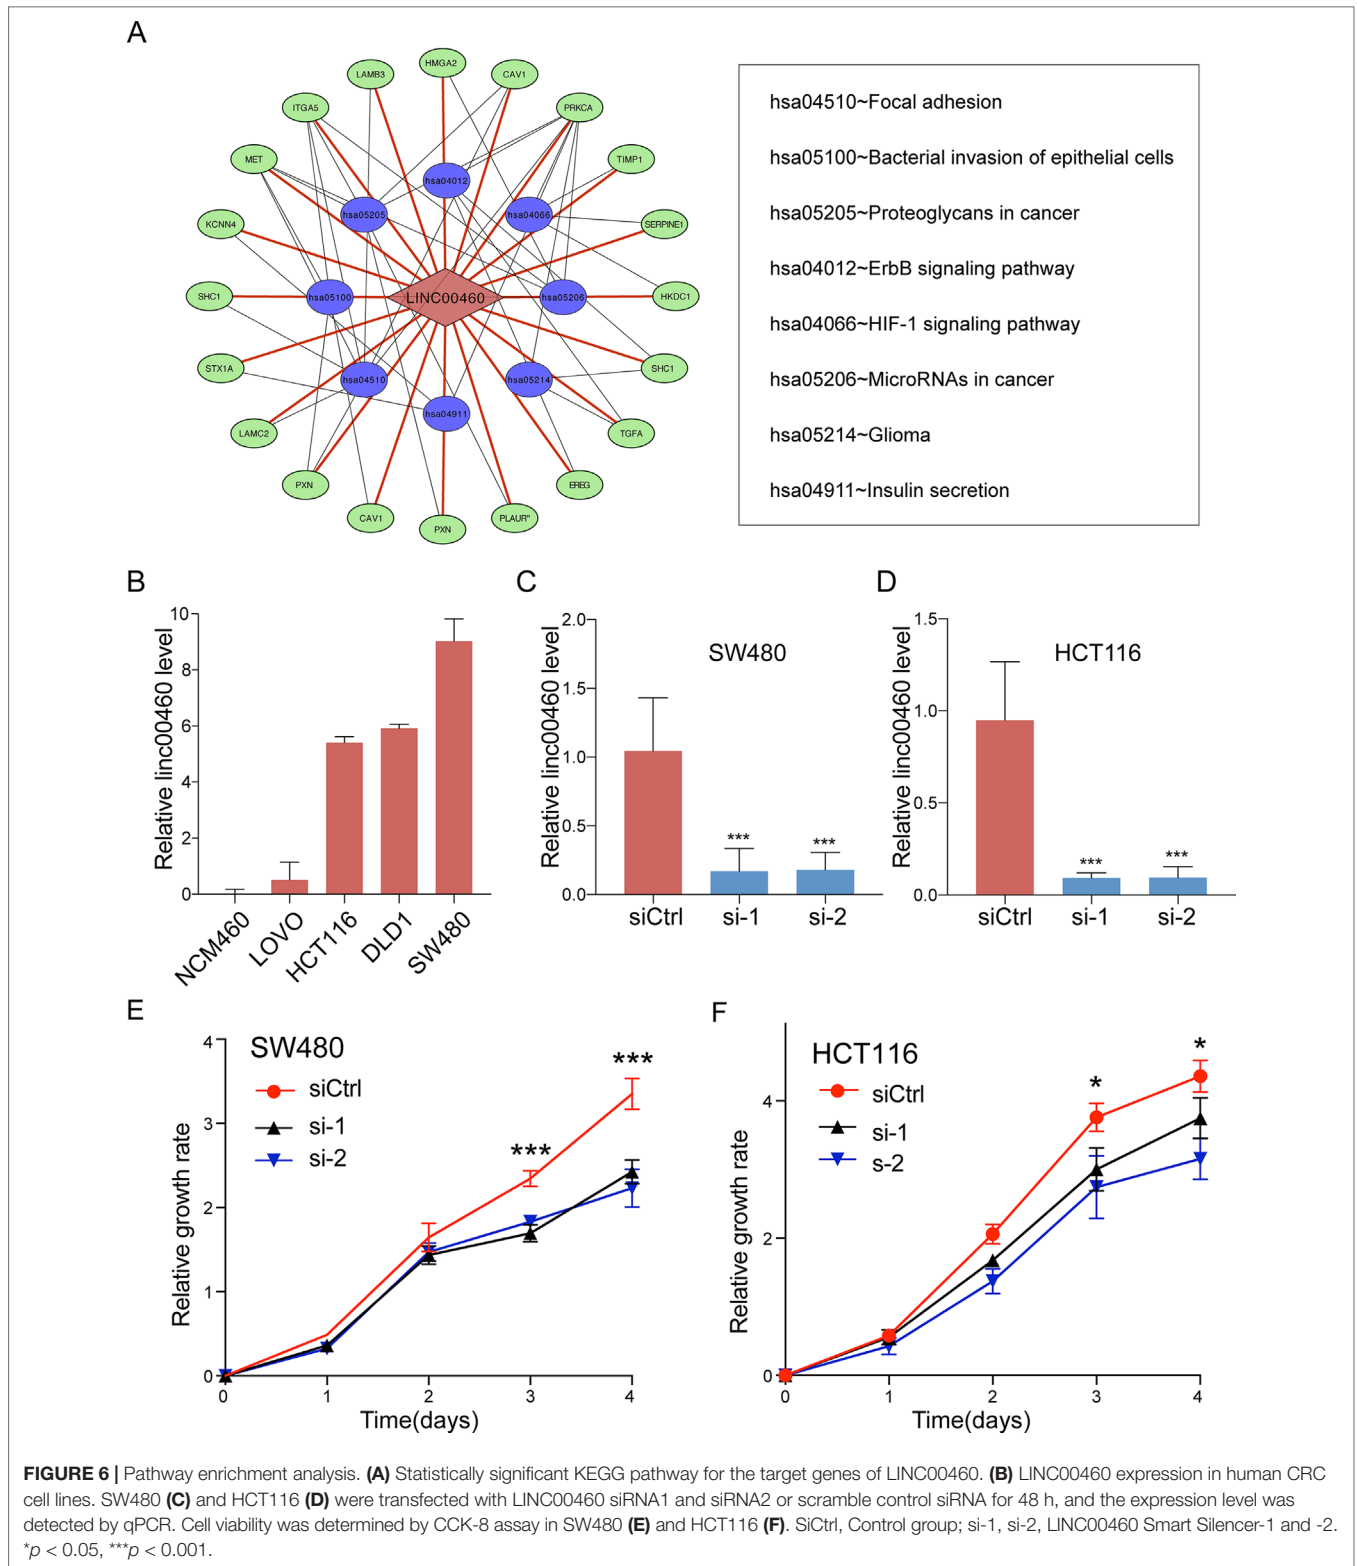 A
HMGA2
LAMB3
CAV1
ITGA5
PRKCA
MET
TIMP1
hsa04012
hsa05205
hsa04066
KCNN4
SERPINE1
SHC1
hsa05100
LINC00460
hsa05206
HKDC1
STX1A
hsa04510
hsa05214
SHC1
hsa04911
LAMC2
TGFA
PXN
EREG
CAV1
PXN
PLAUR"
hsa04510~Focal adhesion
hsa05100~Bacterial invasion of epithelial cells
hsa05205~Proteoglycans in cancer
hsa04012~ErbB signaling pathway
hsa04066~HIF-1 signaling pathway
hsa05206~MicroRNAs in cancer
hsa05214~Glioma
hsa04911~Insulin secretion
B
Relative linc00460 level
10
8
6
4
2
0
NCM460
LOVO
HCT116
DLD1
SW480
C
SW480
Relative linc00460 level
2.0
1.5
1.0
0.5
0.0
***
***
siCtrl
si-1
si-2
D
HCT116
Relative linc00460 level
1.5
1.0
0.5
0.0
***
***
siCtrl
si-1
si-2
E
SW480
siCtrl
si-1
si-2
***
***
Relative growth rate
4
3
2
1
0
0
1
2
3
4
Time(days)
F
HCT116
siCtrl
si-1
s-2
*
*
Relative growth rate
4
2
0
0
1
2
3
4
Time(days)
FIGURE 6 | Pathway enrichment analysis. (A) Statistically significant KEGG pathway for the target genes of LINC00460. (B) LINC00460 expression in human CRC
cell lines. SW480 (C) and HCT116 (D) were transfected with LINC00460 siRNA1 and siRNA2 or scramble control siRNA for 48 h, and the expression level was
detected by qPCR. Cell viability was determined by CCK-8 assay in SW480 (E) and HCT116 (F). SiCtrl, Control group; si-1, si-2, LINC00460 Smart Silencer-1 and -2.
*p < 0.05, ***p < 0.001.